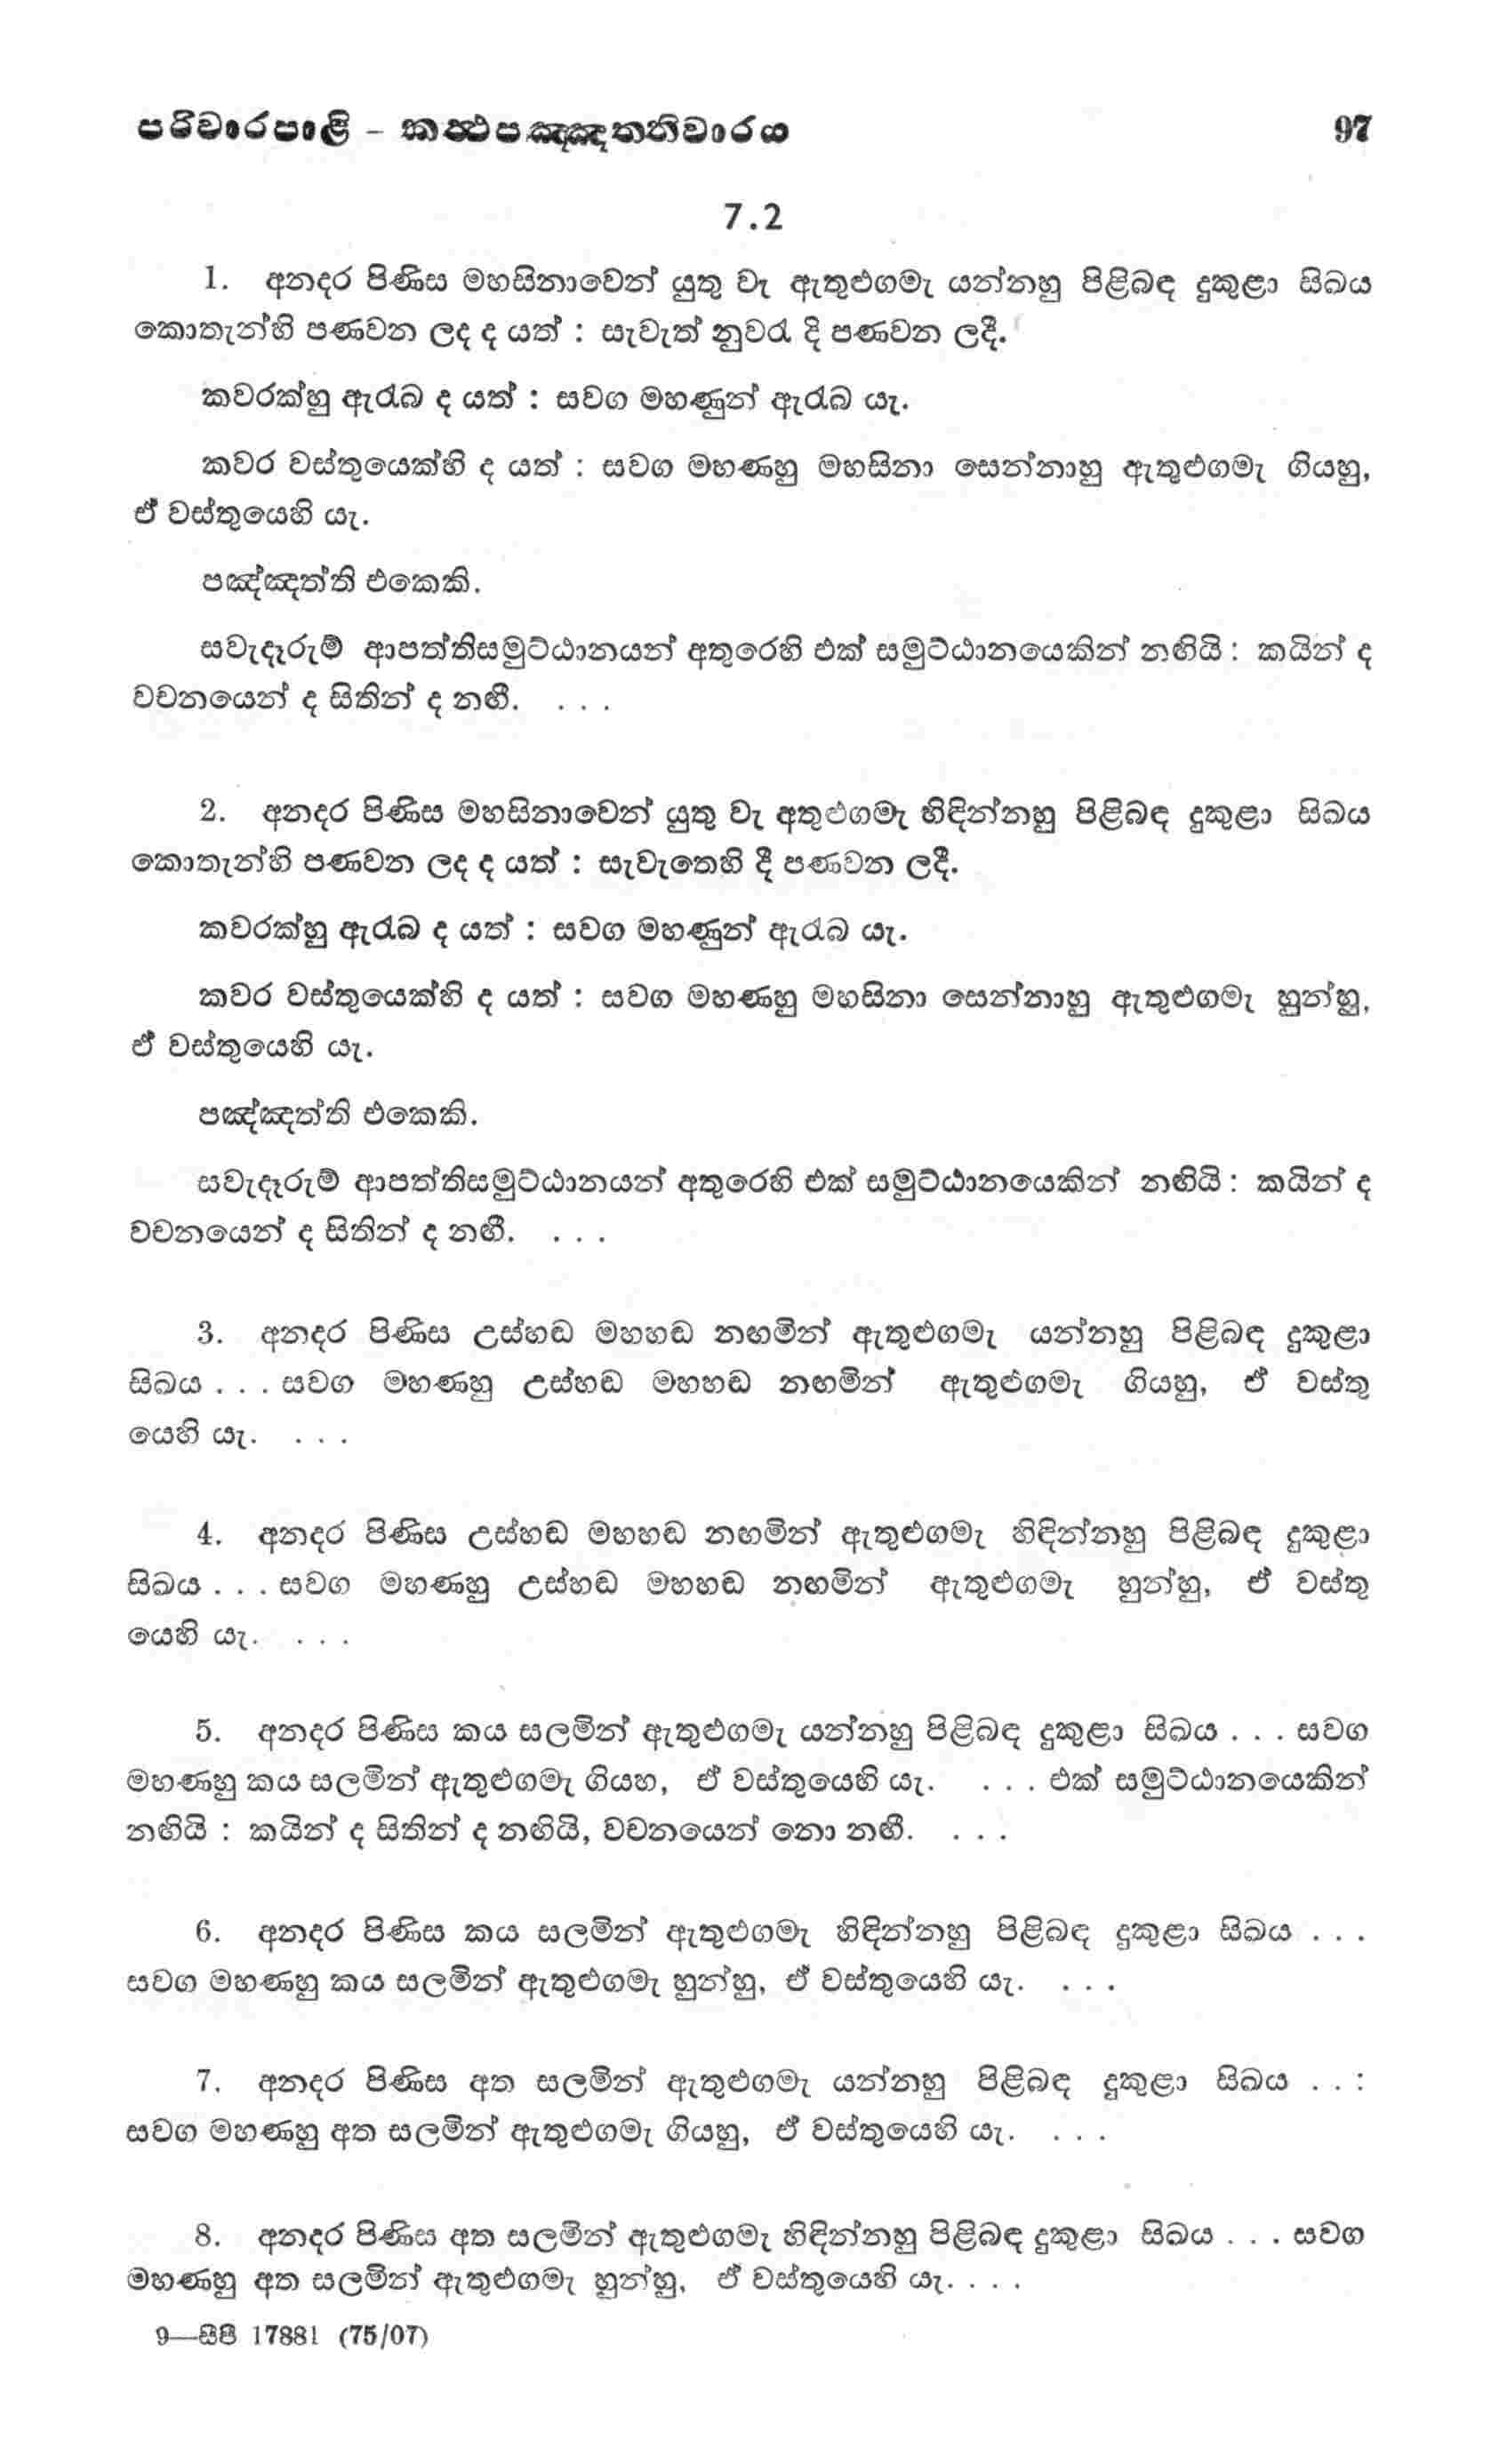 පරිවාරපාළි – කත්‍ථපඤ්ඤත්තිවාරය 97
7.2
1. අනාදර පිණිස මහසිනාවෙන් යුතු වැ ඇතුළුගමැ යන්නහු පිළිබඳ දුකුළා සිඛය
කොතැන්හි පණවන ලද ද යත් : සැවැත් නුවරැ දි පණවන ලදී.
කවරක්හු ඇරැබ ද යත් : සවග මහණුන් ඇරැබ යැ.
කවර වස්තුයෙක්හි ද යත් : සවග මහණහු මහසිනා සෙන්නාහු ඇතුළුගමැ ගියහු,
ඒ වස්තුයෙහි යැ.
පඤ්ඤත්ති එකෙකි.
සවැදෑරුම් ආපත්තිසමුට්ඨානයන් අතුරෙහි එක් සමුට්ඨානයෙකින් නඟියි : කයින් ද
වචනයෙන් ද සිතින් ද නඟී. . . .
2. අනදර පිණිස මහසිනාවෙන් යුතු වැ අතුළුගමැ හිඳින්නහු පිළිබඳ දුකුළා සිඛය
කොතැන්හි පණවන ලද ද යත් : සැවැතෙහි දී පණවන ලදී.
කවරක්හු ඇරැබ ද යත් : සවග මහණුන් ඇරැබ යැ.
කවර වස්තුයෙක්හි ද යත් : සවග මහණහු මහසිනා සෙන්නාහු ඇතුළුගමැ හුන්හු,
ඒ වස්තුයෙහි යැ.
පඤ්ඤත්ති එකෙකි.
සවැදෑරුම් ආපත්තිසමුට්ඨානයන් අතුරෙහි එක් සමුට්ඨානයෙකින් නඟියි : කයින් ද
වචනයෙන් ද සිතින් ද නඟී. . . .
3. අනදර පිණිස උස්හඬ මහහඬ නඟමින් ඇතුළුගමැ යන්නහු පිළිබඳ දුකුළා
සිඛය . . . සවග මහණහු උස්හඬ මහහඬ නඟමින් ඇතුළුගමැ ගියහු, ඒ වස්තු
යෙහි යැ. . . .
4. අනදර පිණිස උස්හඬ මහහඬ නඟමින් ඇතුළුගමැ හිඳින්නහු පිළිබඳ දුකුළා
සිඛය . . . සවග මහණහු උස්හඬ මහහඬ නඟමින් ඇතුළුගමැ හුන්හු, ඒ වස්තු
යෙහි යැ. . . .
5. අනදර පිණිස කය සලමින් ඇතුළුගමැ යන්නහු පිළිබඳ දුකුළා සිඛය . . . සවග
මහණහු කය සලමින් ඇතුළුගමැ ගියහ, ඒ වස්තුයෙහි යැ. . . . එක් සමුට්ඨානයෙකින්
නඟියි : කයින් ද සිතින් ද නඟියි, වචනයෙන් නො නඟී. . . .
6. අනදර පිණිස කය සලමින් ඇතුළුගමැ හිඳින්නහු පිළිබඳ දුකුළා සිඛය . . .
සවග මහණහු කය සලමින් ඇතුළුගමැ හුන්හු, ඒ වස්තුයෙහි යැ. . . .
7. අනදර පිණිස අත සලමින් ඇතුළුගමැ යන්නහු පිළිබඳ දුකුළා සිඛය . . :
සවග මහණහු අත සලමින් ඇතුළුගමැ ගියහු, ඒ වස්තුයෙහි යැ. . . .
8. අනදර පිණිස අත සලමින් ඇතුළුගමැ හිඳින්නහු පිළිබඳ දුකුළා සිඛය . . . සවග
මහණහු අත සලමින් ඇතුළුගමැ හුන්හු, ඒ වස්තුයෙහි යැ. . . .
9—සීපී 17881 (75/07)